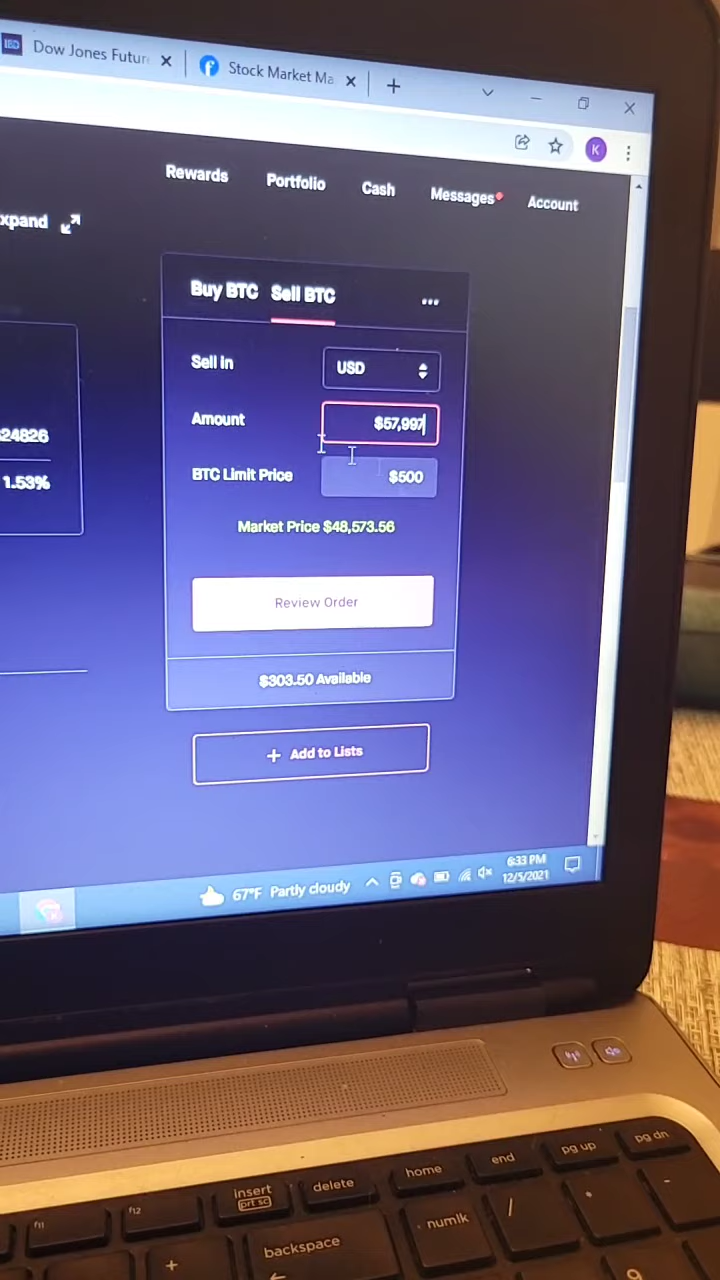 Dow Jones Futur
Stock Market Ma
K
Rewards
Portfolio
Cash
Messages
Account
xpand
Buy BTC
Sell BTC
...
Sell in
USD
24826
Amount
$57,997
1.53%
BTC Limit Price
$500
Market Price $48,573.56
Review Order
$303.50 Available
+ Add to Lists
67°F Partly cloudy
6:33 PM
12/5/2021
insert
prt sc
delete
home
end
pg up
pg dn
f11
f12
+
backspace
numlk
/
*
-
9